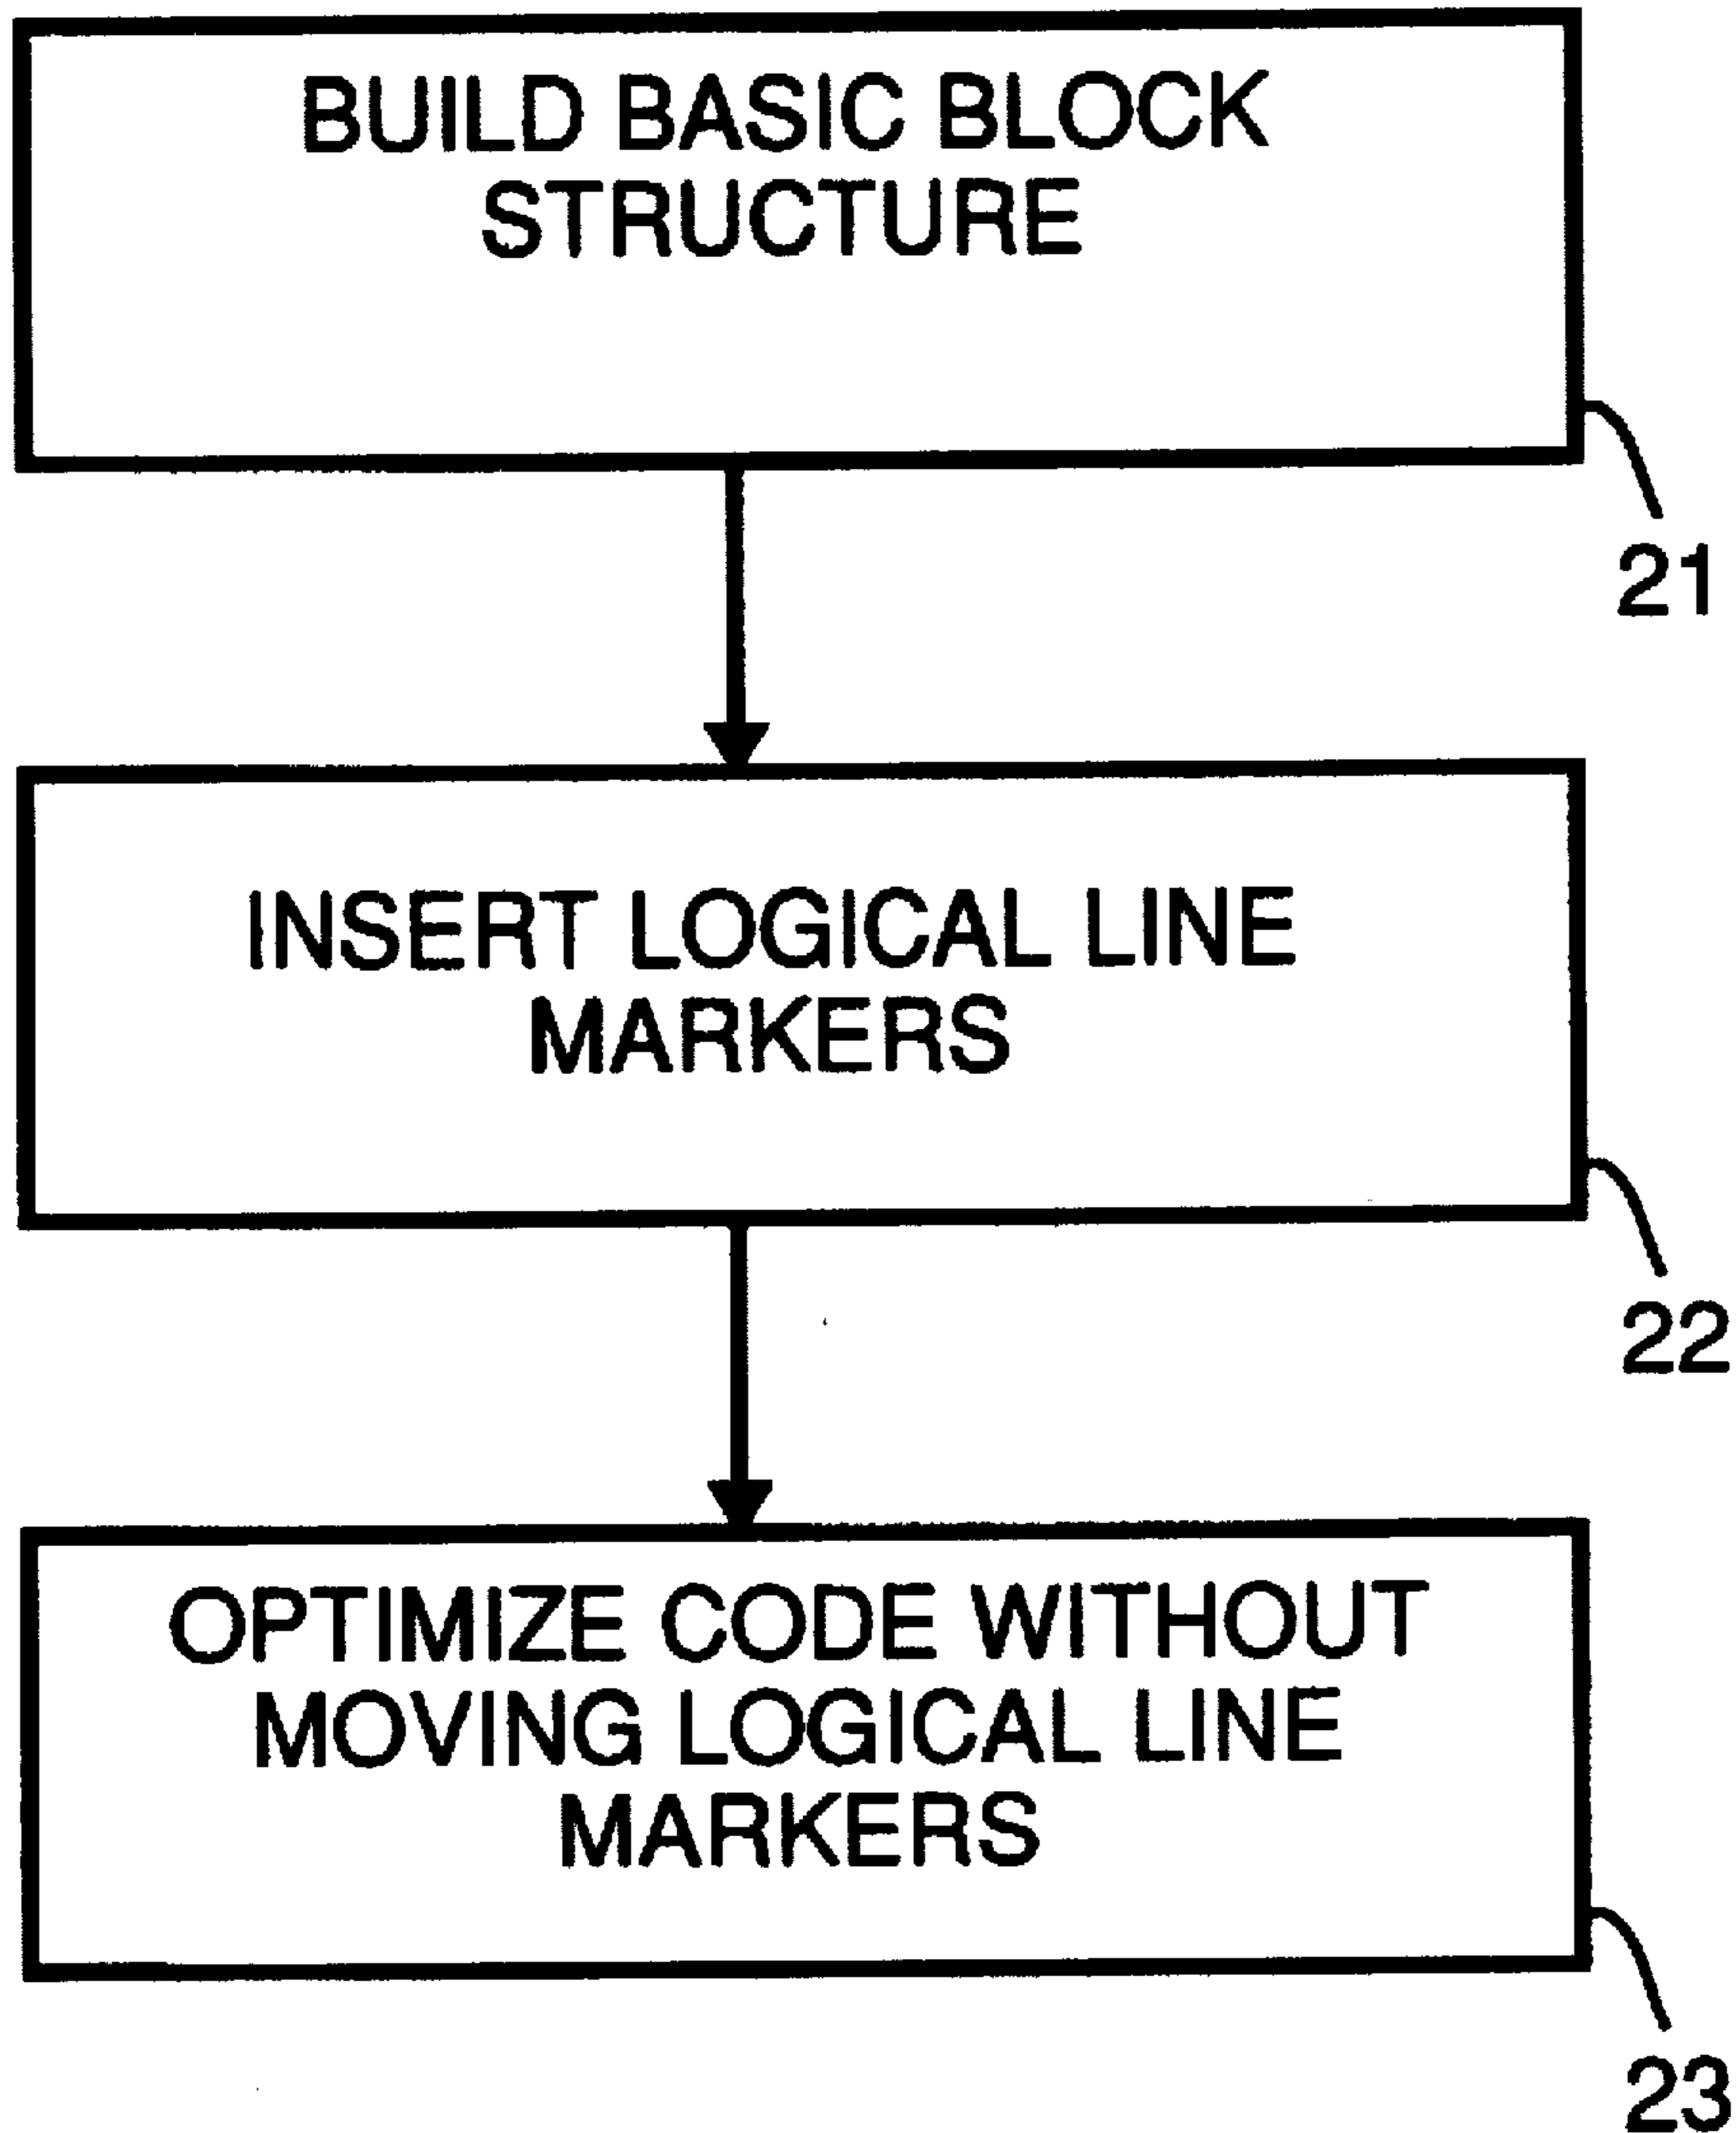 BUILD BASIC BLOCK
STRUCTURE
21
INSERT LOGICAL LINE
MARKERS
22
OPTIMIZE CODE WITHOUT
MOVING LOGICAL LINE
MARKERS
23